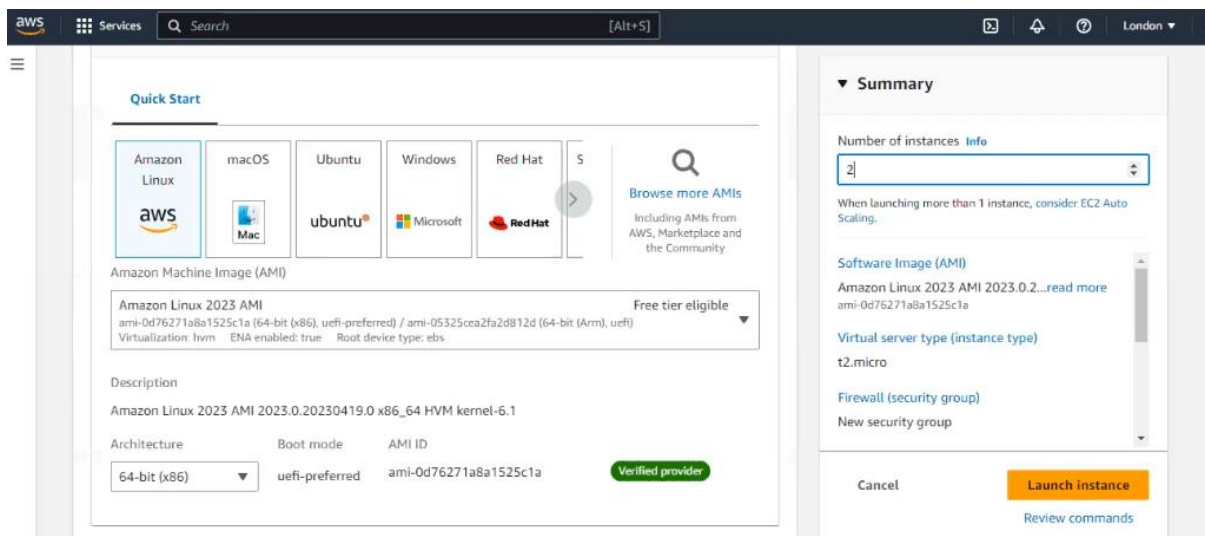 aws
Services
Search
[Alt+S]
London
Quick Start
Amazon
Linux
aws
macOS
Mac
Ubuntu
ubuntu
Windows
Microsoft
Red Hat
Red Hat
S
Browse more AMIs
Including AMIs from
AWS, Marketplace and
the Community
Amazon Machine Image (AMI)
Amazon Linux 2023 AMI
Free tier eligible
ami-0d76271a8a1525c1a (64-bit (x86), uefi-preferred) / ami-05325cea2fa2d812d (64-bit (Arm), uefi)
Virtualization: hvm ENA enabled: true Root device type: ebs
Description
Amazon Linux 2023 AMI 2023.0.20230419.0 x86_64 HVM kernel-6.1
Architecture
Boot mode
AMI ID
64-bit (x86)
uefi-preferred
ami-0d76271a8a1525c1a
Verified provider
Summary
Number of instances Info
2
When launching more than 1 instance, consider EC2 Auto
Scaling.
Software Image (AMI)
Amazon Linux 2023 AMI 2023.0.2...read more
ami-0d76271a8a1525c1a
Virtual server type (instance type)
t2.micro
Firewall (security group)
New security group
Cancel
Launch instance
Review commands